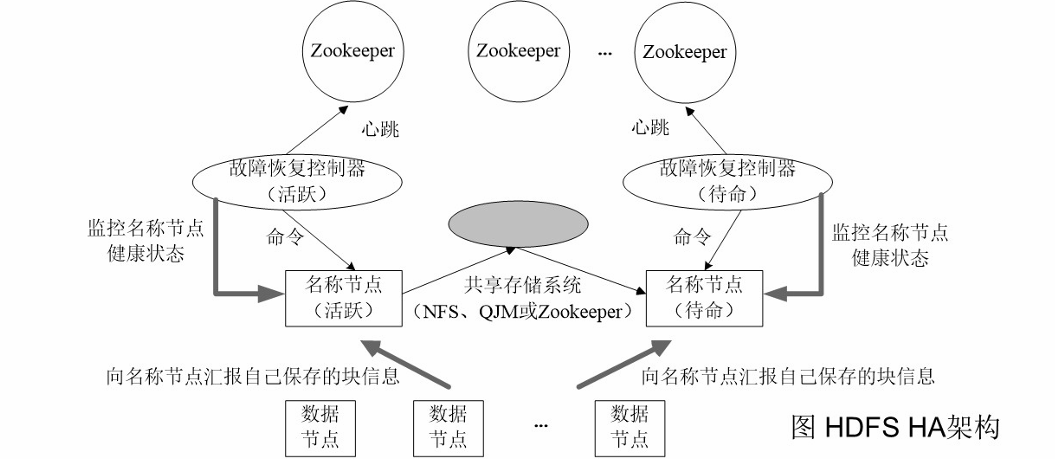 Zookeeper
Zookeeper
...
Zookeeper
心跳
心跳
故障恢复控制器
（活跃）
故障恢复控制器
（待命）
监控名称节点
健康状态
命令
命令
监控名称节点
健康状态
名称节点
（活跃）
共享存储系统
（NFS、QJM或Zookeeper）
名称节点
（待命）
向名称节点汇报自己保存的块信息
向名称节点汇报自己保存的块信息
数据
节点
数据
节点
...
数据
节点
图 HDFS HA架构